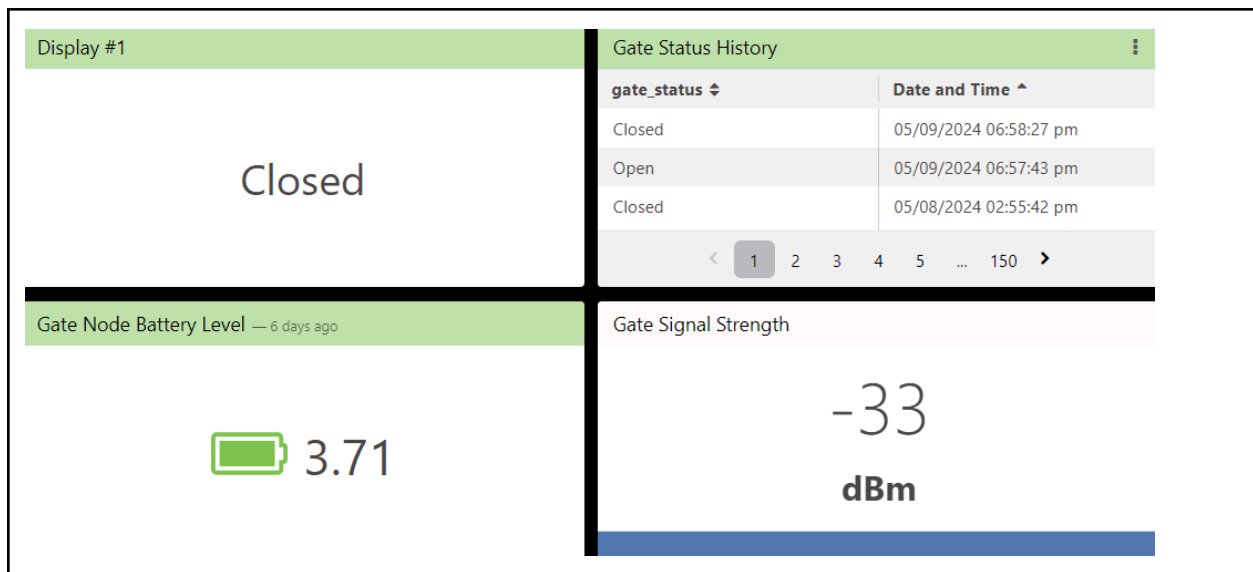 Display #1
Closed
Gate Status History
gate_status Date and Time
Closed 05/09/2024 06:58:27 pm
Open 05/09/2024 06:57:43 pm
Closed 05/08/2024 02:55:42 pm
1 2 3 4 5 ... 150
Gate Node Battery Level — 6 days ago
3.71
Gate Signal Strength
-33
dBm